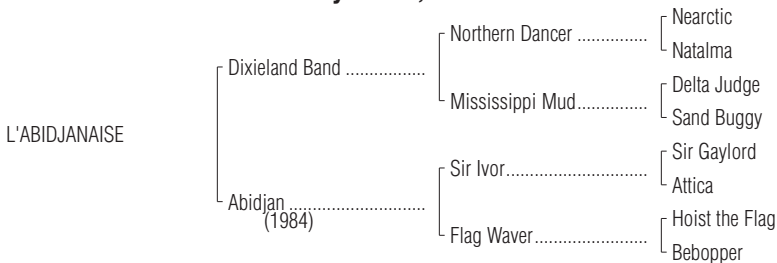 Nearctic
Northern Dancer ...............
Natalma
Dixieland Band .................
Delta Judge
Mississippi Mud...............
Sand Buggy
L'ABIDJANAISE
Sir Gaylord
Sir Ivor..............................
Attica
Abidjan .............................
(1984)
Hoist the Flag
Flag Waver........................
Bebopper